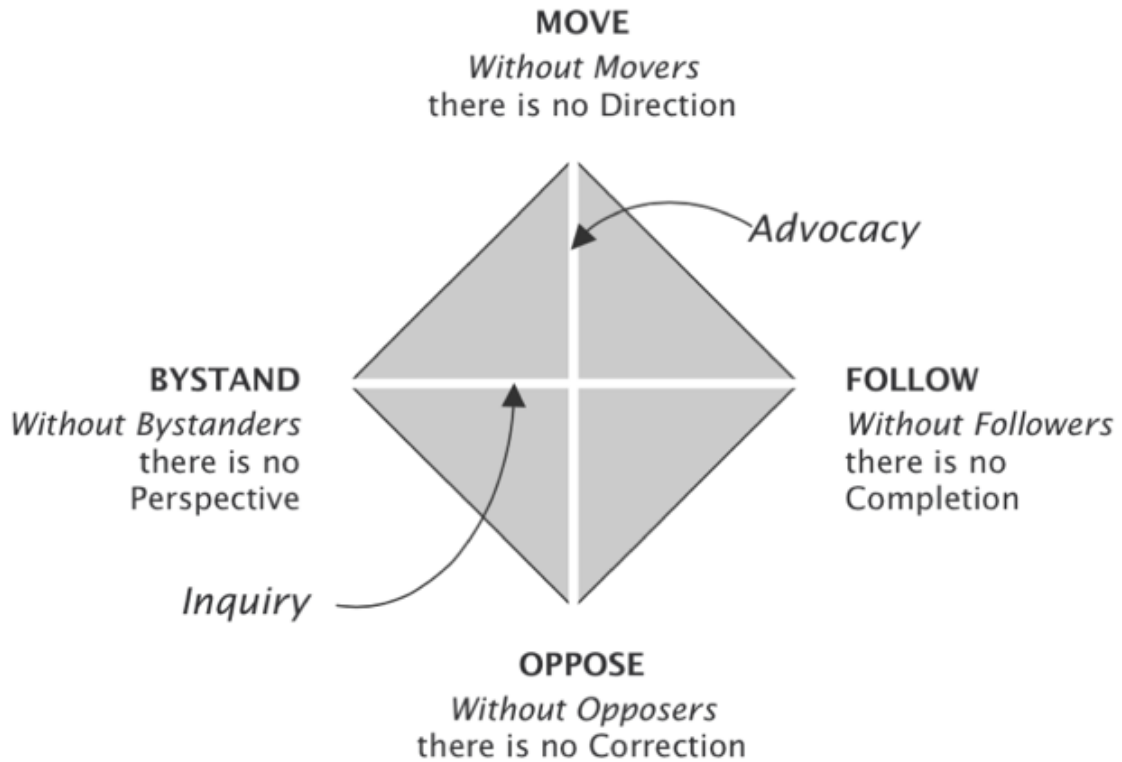 MOVE
Without Movers
there is no Direction
Advocacy
BYSTAND
Without Bystanders
there is no
Perspective
FOLLOW
Without Followers
there is no
Completion
Inquiry
OPPOSE
Without Opposers
there is no Correction